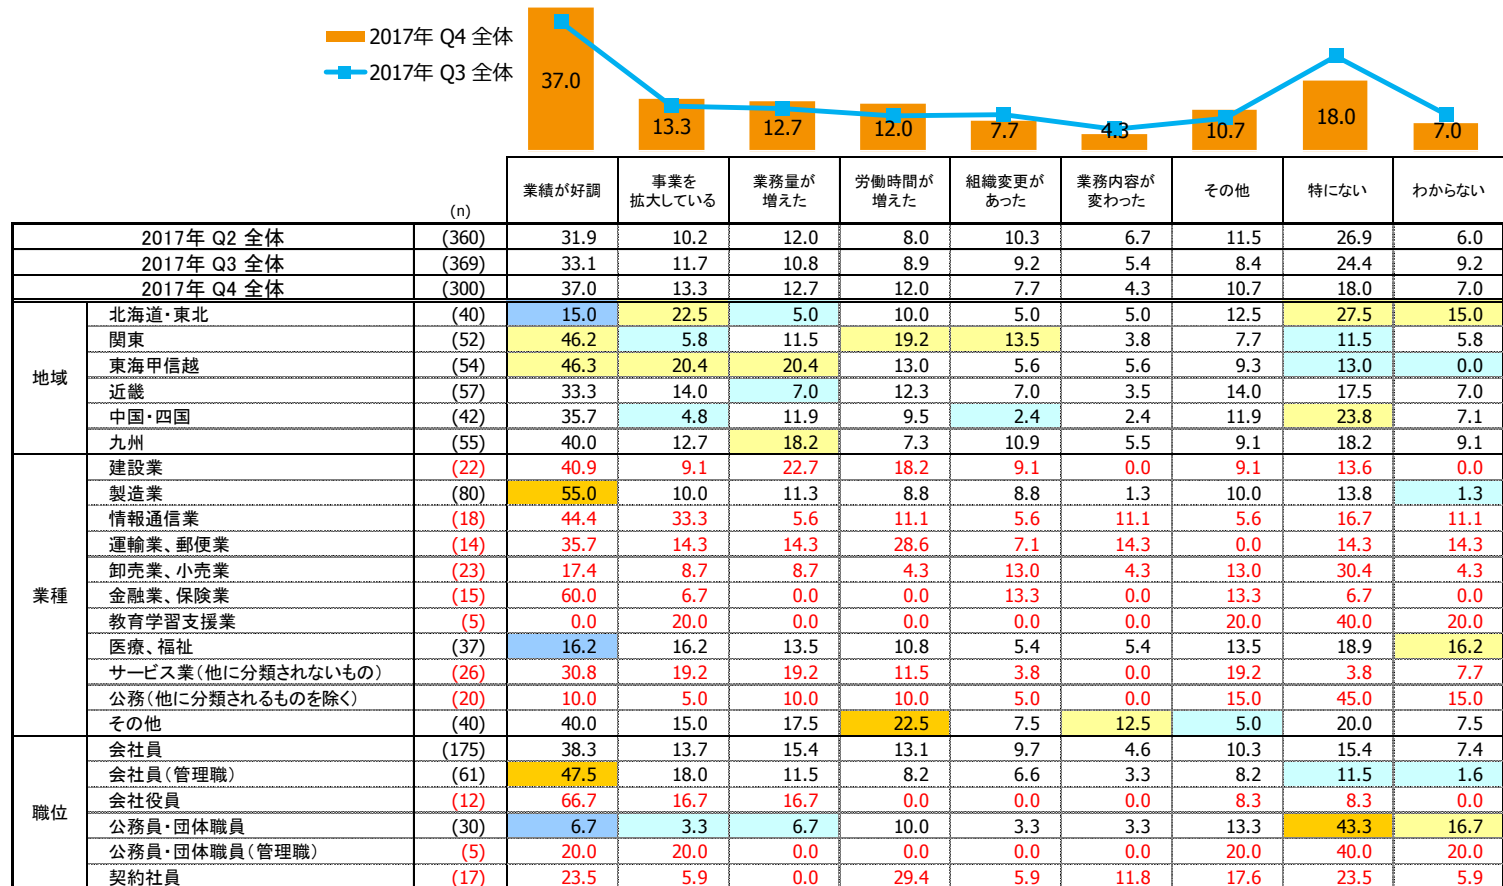 2017年 Q4 全体
2017年 Q3 全体
37.0 13.3 12.7 12.0 7.7 4.3 10.7 18.0 7.0
(n) 業績が好調 事業を拡大している 業務量が増えた 労働時間が増えた 組織変更があった 業務内容が変わった その他 特にない わからない
2017年 Q2 全体 (360) 31.9 10.2 12.0 8.0 10.3 6.7 11.5 26.9 6.0
2017年 Q3 全体 (369) 33.1 11.7 10.8 8.9 9.2 5.4 8.4 24.4 9.2
2017年 Q4 全体 (300) 37.0 13.3 12.7 12.0 7.7 4.3 10.7 18.0 7.0
地域
北海道・東北 (40) 15.0 22.5 5.0 10.0 5.0 5.0 12.5 27.5 15.0
関東 (52) 46.2 5.8 11.5 19.2 13.5 3.8 7.7 11.5 5.8
東海甲信越 (54) 46.3 20.4 20.4 13.0 5.6 5.6 9.3 13.0 0.0
近畿 (57) 33.3 14.0 7.0 12.3 7.0 3.5 14.0 17.5 7.0
中国・四国 (42) 35.7 4.8 11.9 9.5 2.4 2.4 11.9 23.8 7.1
九州 (55) 40.0 12.7 18.2 7.3 10.9 5.5 9.1 18.2 9.1
業種
建設業 (22) 40.9 9.1 22.7 18.2 9.1 0.0 9.1 13.6 0.0
製造業 (80) 55.0 10.0 11.3 8.8 8.8 1.3 10.0 13.8 1.3
情報通信業 (18) 44.4 33.3 5.6 11.1 5.6 11.1 5.6 16.7 11.1
運輸業、郵便業 (14) 35.7 14.3 14.3 28.6 7.1 14.3 0.0 14.3 14.3
卸売業、小売業 (23) 17.4 8.7 8.7 4.3 13.0 4.3 13.0 30.4 4.3
金融業、保険業 (15) 60.0 6.7 0.0 0.0 13.3 0.0 13.3 6.7 0.0
教育学習支援業 (5) 0.0 20.0 0.0 0.0 0.0 0.0 20.0 40.0 20.0
医療、福祉 (37) 16.2 16.2 13.5 10.8 5.4 5.4 13.5 18.9 16.2
サービス業（他に分類されないもの） (26) 30.8 19.2 19.2 11.5 3.8 0.0 19.2 3.8 7.7
公務（他に分類されるものを除く） (20) 10.0 5.0 10.0 10.0 5.0 0.0 15.0 45.0 15.0
その他 (40) 40.0 15.0 17.5 22.5 7.5 12.5 5.0 20.0 7.5
職位
会社員 (175) 38.3 13.7 15.4 13.1 9.7 4.6 10.3 15.4 7.4
会社員（管理職） (61) 47.5 18.0 11.5 8.2 6.6 3.3 8.2 11.5 1.6
会社役員 (12) 66.7 16.7 16.7 0.0 0.0 0.0 8.3 8.3 0.0
公務員・団体職員 (30) 6.7 3.3 6.7 10.0 3.3 3.3 13.3 43.3 16.7
公務員・団体職員（管理職） (5) 20.0 20.0 0.0 0.0 0.0 0.0 20.0 40.0 20.0
契約社員 (17) 23.5 5.9 0.0 29.4 5.9 11.8 17.6 23.5 5.9